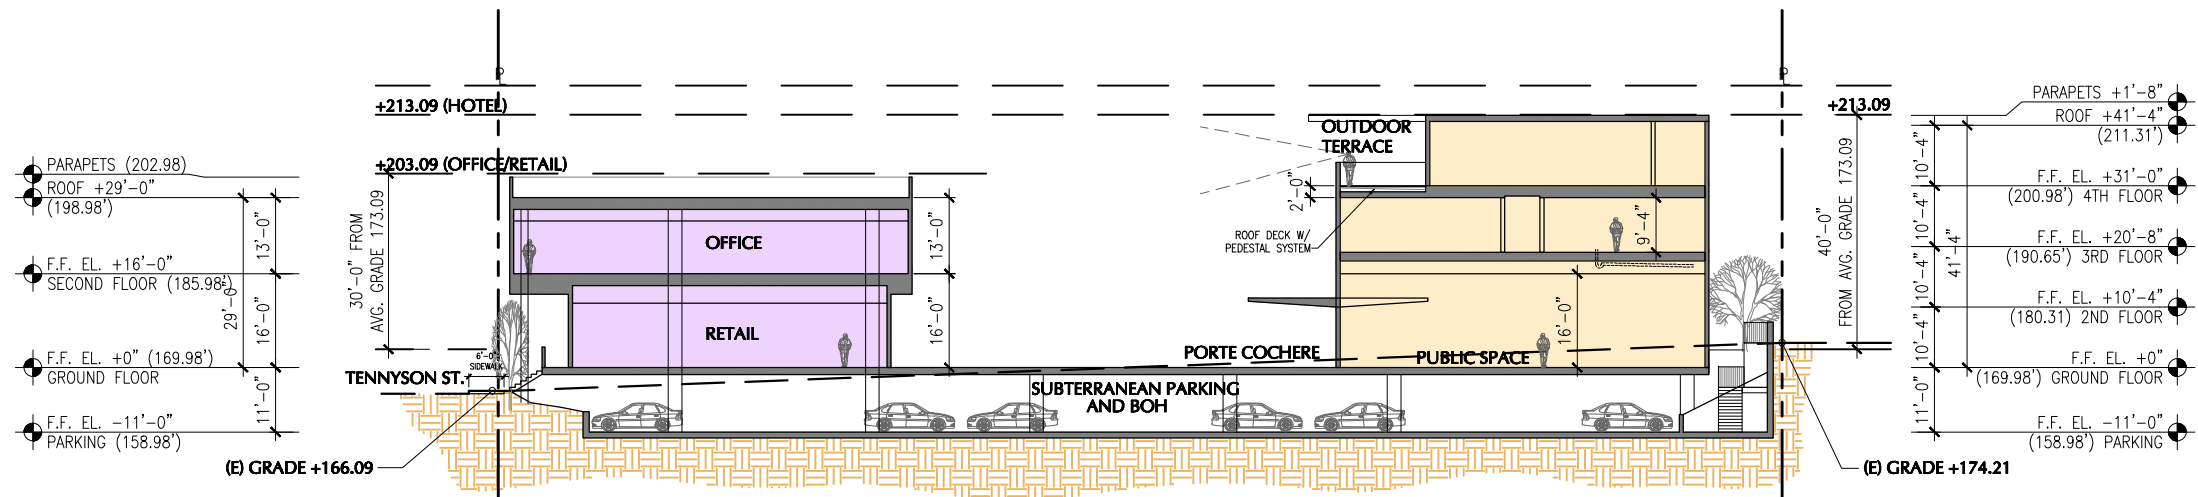 PARAPETS (202.98)
ROOF +29'-0"
(198.98')
F.F. EL. +16'-0"
SECOND FLOOR (185.98')
F.F. EL. +0" (169.98')
GROUND FLOOR
F.F. EL. -11'-0"
PARKING (158.98')
29'-0"
13'-0"
16'-0"
11'-0"
30'-0" FROM
AVG. GRADE 173.09
+213.09 (HOTEL)
+203.09 (OFFICE/RETAIL)
6'-0"
SIDEWALK
TENNYSON ST.
(E) GRADE +166.09
OFFICE
RETAIL
13'-0"
16'-0"
PORTE COCHERE
SUBTERRANEAN PARKING
AND BOH
OUTDOOR
TERRACE
2'-0"
ROOF DECK W/
PEDESTAL SYSTEM
9'-4"
16'-0"
PUBLIC SPACE
+213.09
40'-0"
FROM AVG. GRADE 173.09
(E) GRADE +174.21
10'-4"
10'-4"
10'-4"
10'-4"
11'-0"
41'-4"
PARAPETS +1'-8"
ROOF +41'-4"
(211.31')
F.F. EL. +31'-0"
(200.98') 4TH FLOOR
F.F. EL. +20'-8"
(190.65') 3RD FLOOR
F.F. EL. +10'-4"
(180.31) 2ND FLOOR
F.F. EL. +0"
(169.98') GROUND FLOOR
F.F. EL. -11'-0"
(158.98') PARKING